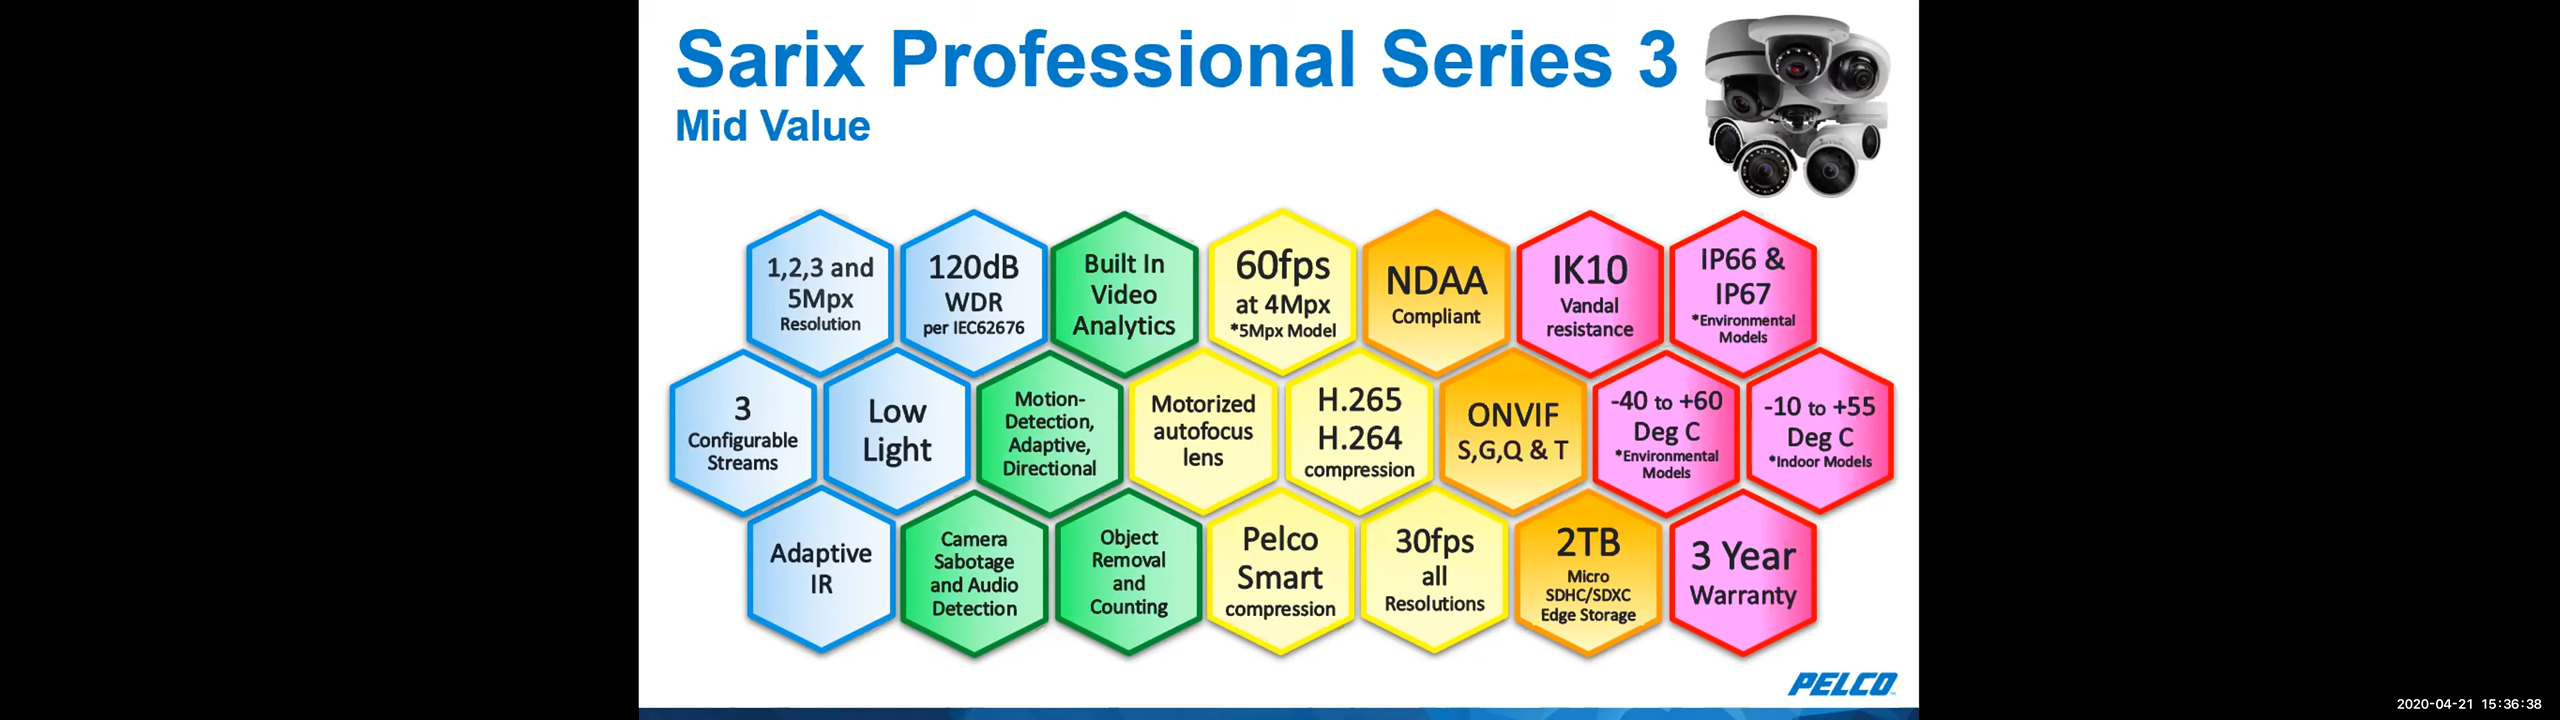 Sarix Professional Series 3
Mid Value
1,2,3 and
5Mpx
Resolution
120dB
WDR
per IEC62676
Built In
Video
Analytics
60fps
at 4Mpx
*5Mpx Model
NDAA
Compliant
IK10
Vandal
resistance
IP66 &
IP67
*Environmental
Models
3
Configurable
Streams
Low
Light
Motion-
Detection,
Adaptive,
Directional
Motorized
autofocus
lens
H.265
H.264
compression
ONVIF
S,G,Q & T
-40 to +60
Deg C
*Environmental
Models
-10 to +55
Deg C
*Indoor Models
Adaptive
IR
Camera
Sabotage
and Audio
Detection
Object
Removal
and
Counting
Pelco
Smart
compression
30fps
all
Resolutions
2TB
Micro
SDHC/SDXC
Edge Storage
3 Year
Warranty
PELCO
2020-04-21 15:36:38